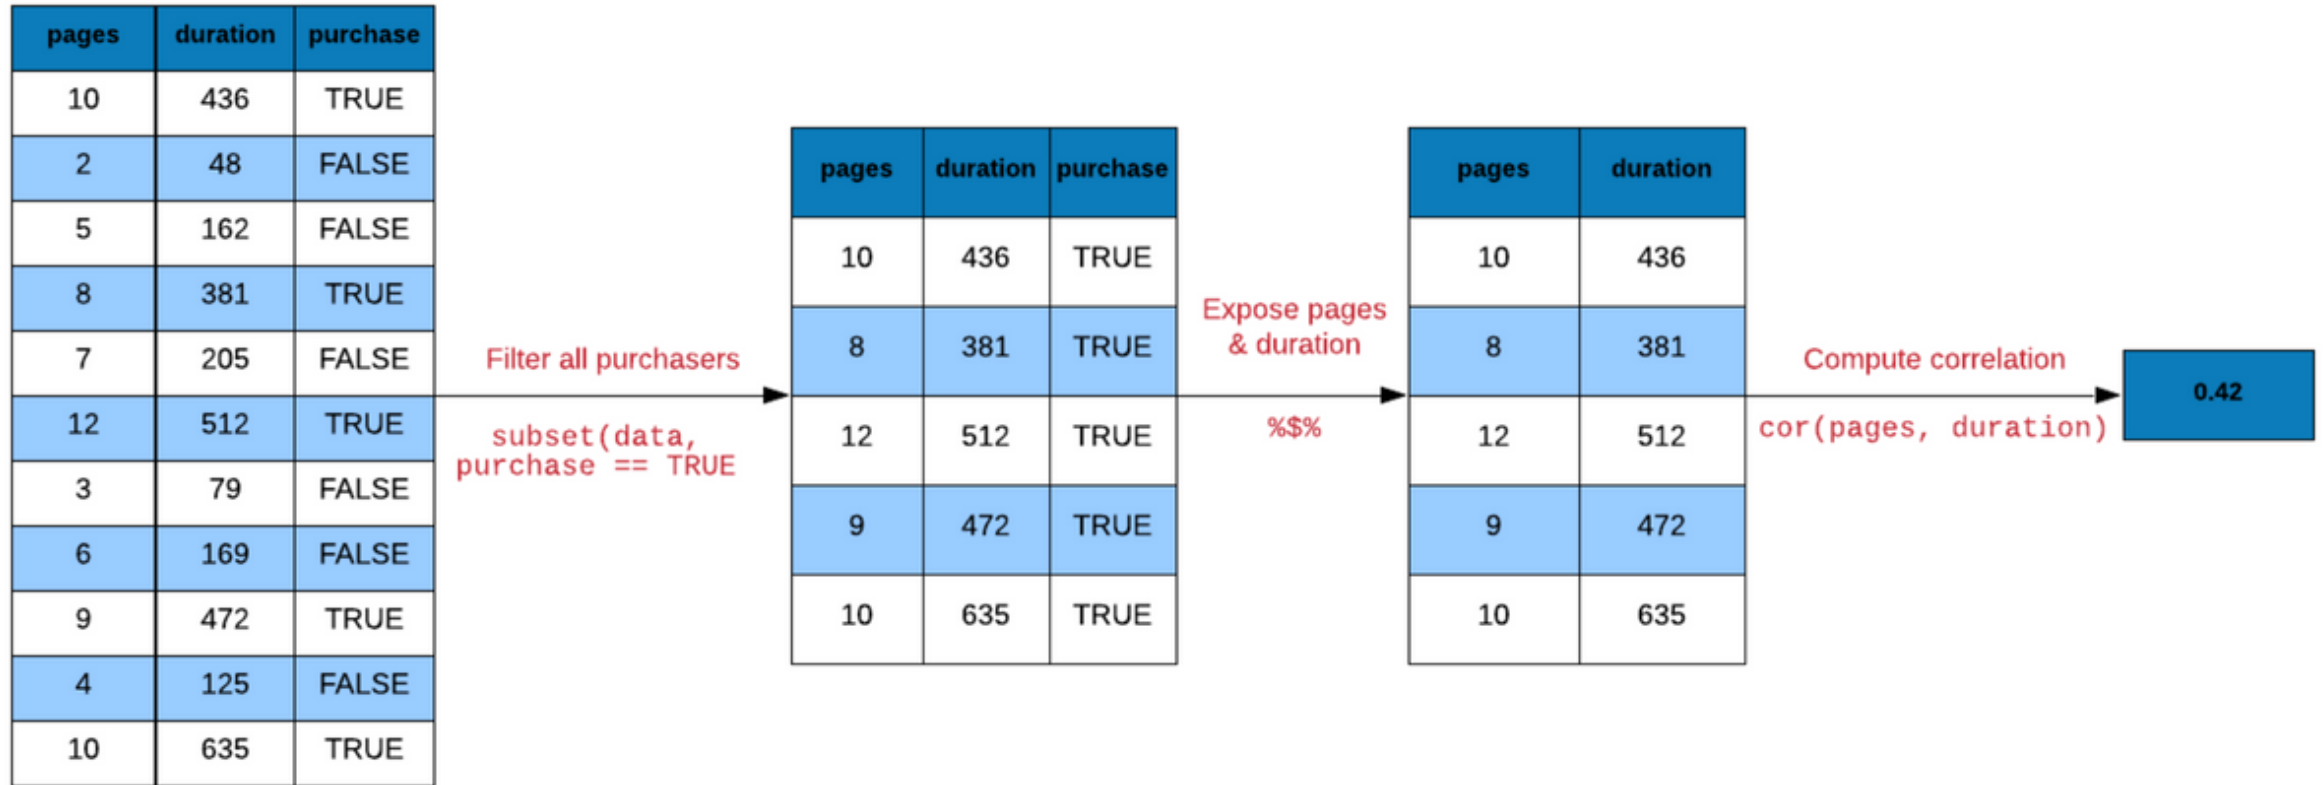 pages duration purchase
10 436 TRUE
2 48 FALSE
5 162 FALSE
8 381 TRUE
7 205 FALSE
12 512 TRUE
3 79 FALSE
6 169 FALSE
9 472 TRUE
4 125 FALSE
10 635 TRUE
Filter all purchasers
subset(data,
purchase == TRUE
pages duration purchase
10 436 TRUE
8 381 TRUE
12 512 TRUE
9 472 TRUE
10 635 TRUE
Expose pages
& duration
%$%
pages duration
10 436
8 381
12 512
9 472
10 635
Compute correlation
cor(pages, duration)
0.42